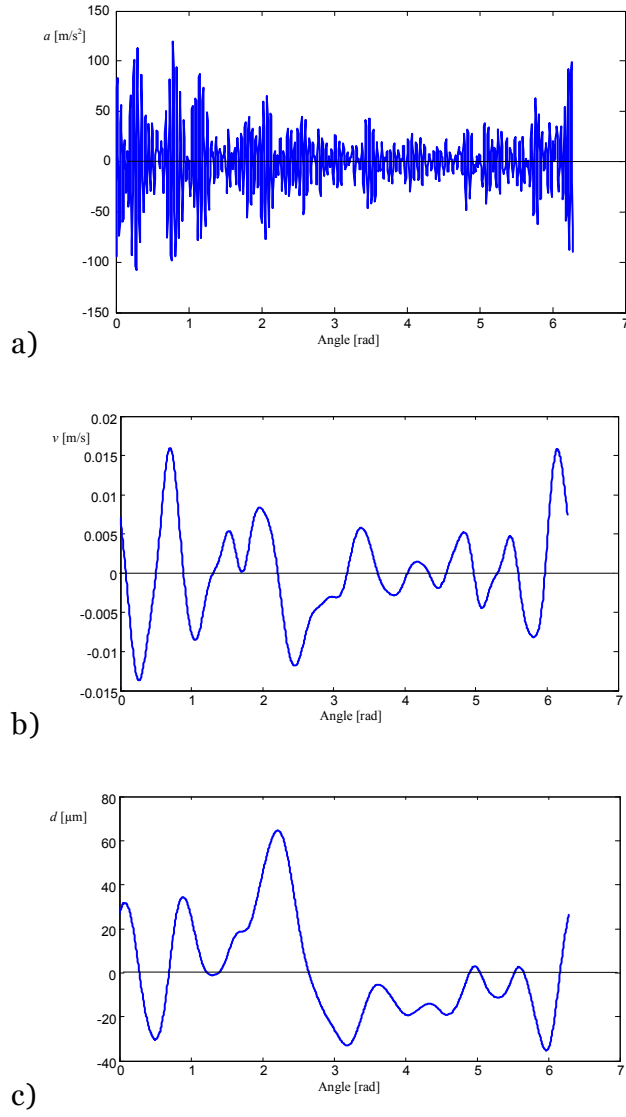 150
a [m/s²]
100
50
0
-50
-100
-150
0 1 2 3 4 5 6 7
Angle [rad]
a)
0.02
v [m/s]
0.015
0.01
0.005
0
-0.005
-0.01
-0.015
0 1 2 3 4 5 6 7
Angle [rad]
b)
80
d [μm]
60
40
20
0
-20
-40
0 1 2 3 4 5 6 7
Angle [rad]
c)